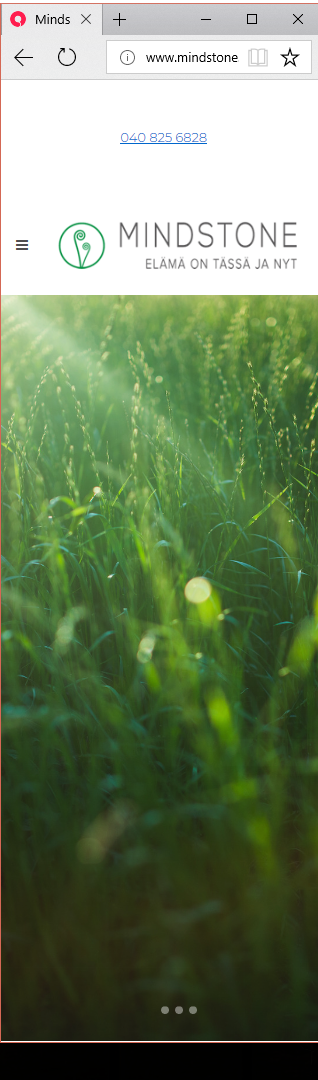 Minds
www.mindstone
040 825 6828
MINDSTONE
ELÄMÄ ON TÄSSÄ JA NYT